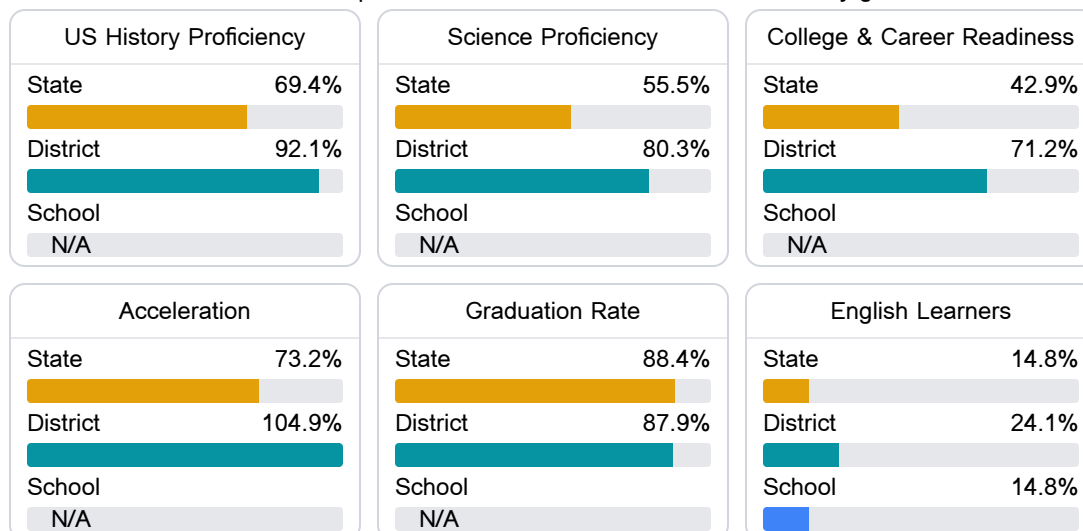 US History Proficiency
State 69.4%
District 92.1%
School
N/A
Science Proficiency
State 55.5%
District 80.3%
School
N/A
College & Career Readiness
State 42.9%
District 71.2%
School
N/A
Acceleration
State 73.2%
District 104.9%
School
N/A
Graduation Rate
State 88.4%
District 87.9%
School
N/A
English Learners
State 14.8%
District 24.1%
School 14.8%